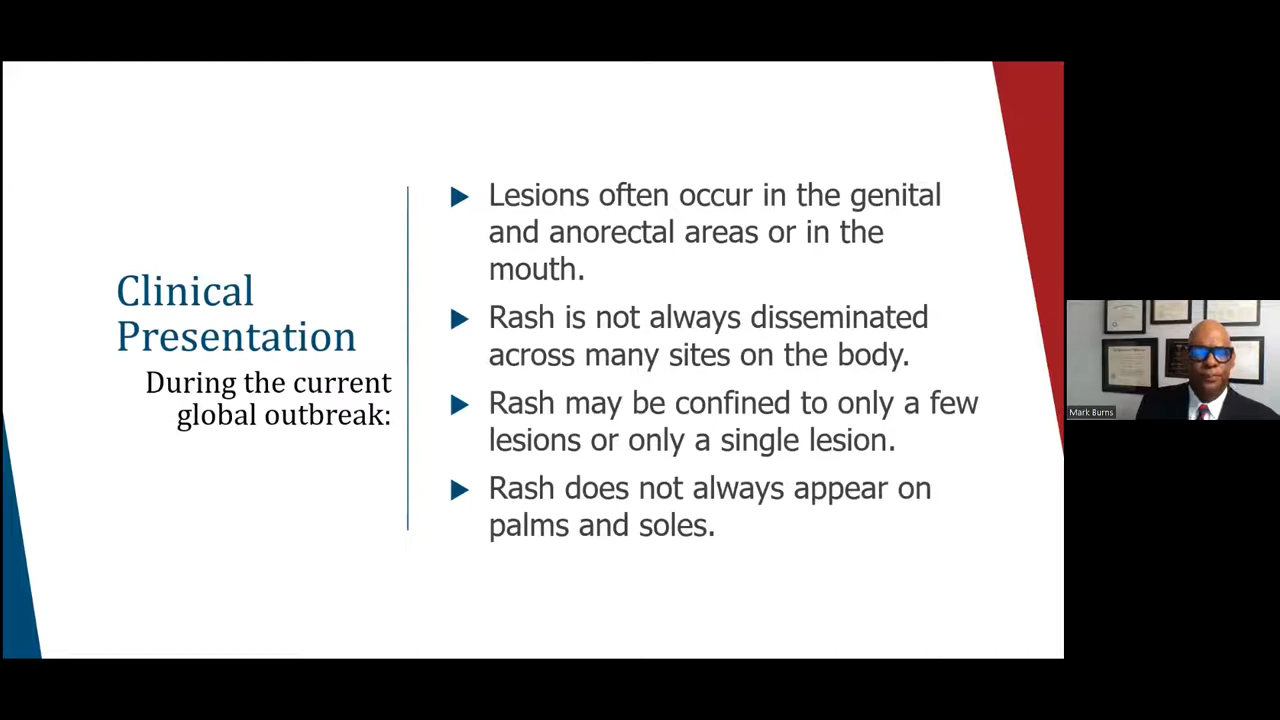 Clinical
Presentation
During the current
global outbreak:
Lesions often occur in the genital
and anorectal areas or in the
mouth.
Rash is not always disseminated
across many sites on the body.
Rash may be confined to only a few
lesions or only a single lesion.
Rash does not always appear on
palms and soles.
Mark Burns